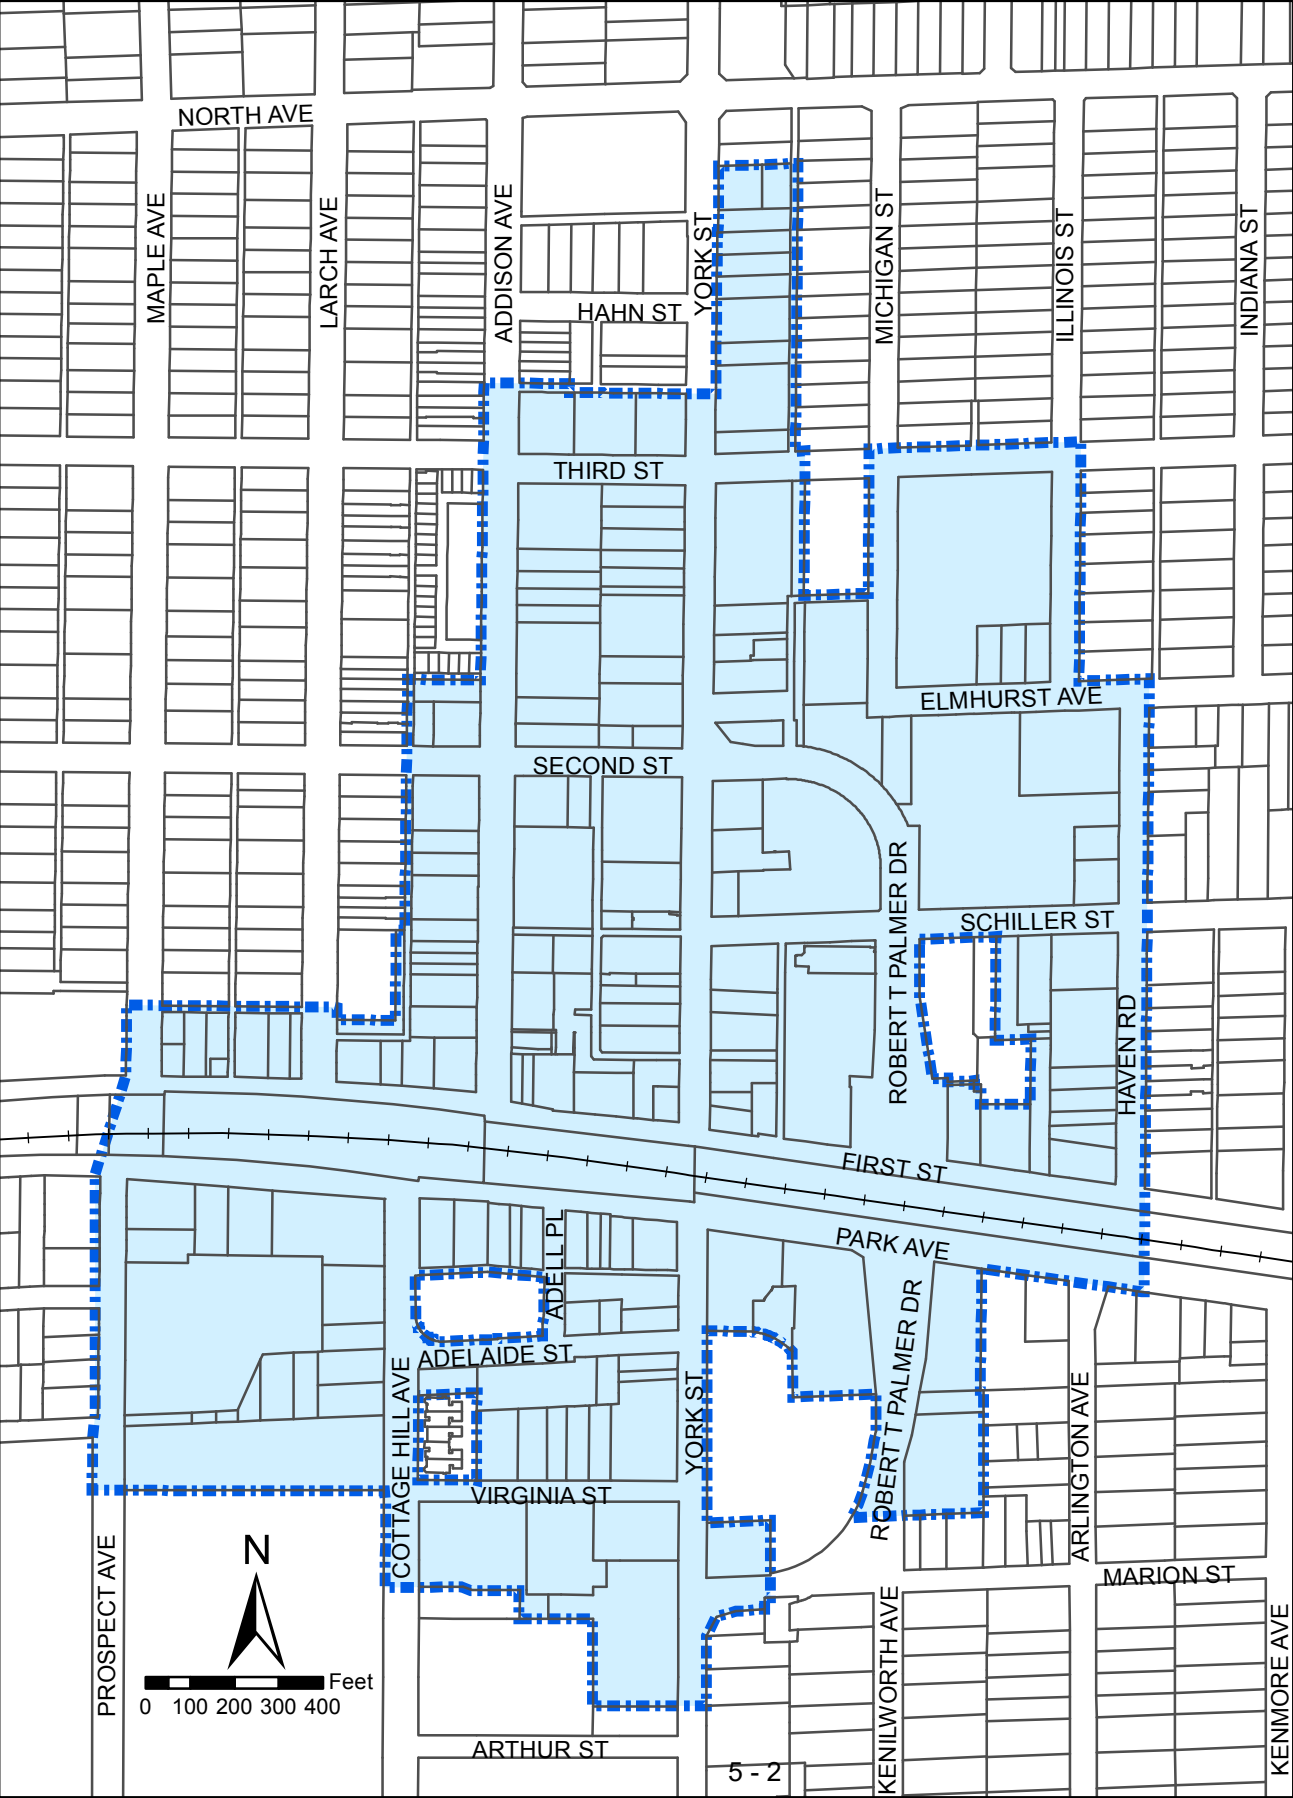 NORTH AVE
MAPLE AVE
LARCH AVE
ADDISON AVE
YORK ST
MICHIGAN ST
ILLINOIS ST
INDIANA ST
HAHN ST
THIRD ST
ELMHURST AVE
SECOND ST
ROBERT T PALMER DR
SCHILLER ST
HAVEN RD
FIRST ST
PARK AVE
ADELL PL
ADELAIDE ST
COTTAGE HILL AVE
YORK ST
ROBERT T PALMER DR
ARLINGTON AVE
VIRGINIA ST
PROSPECT AVE
N
MARION ST
KENILWORTH AVE
KENMORE AVE
Feet
0 100 200 300 400
ARTHUR ST
5 - 2